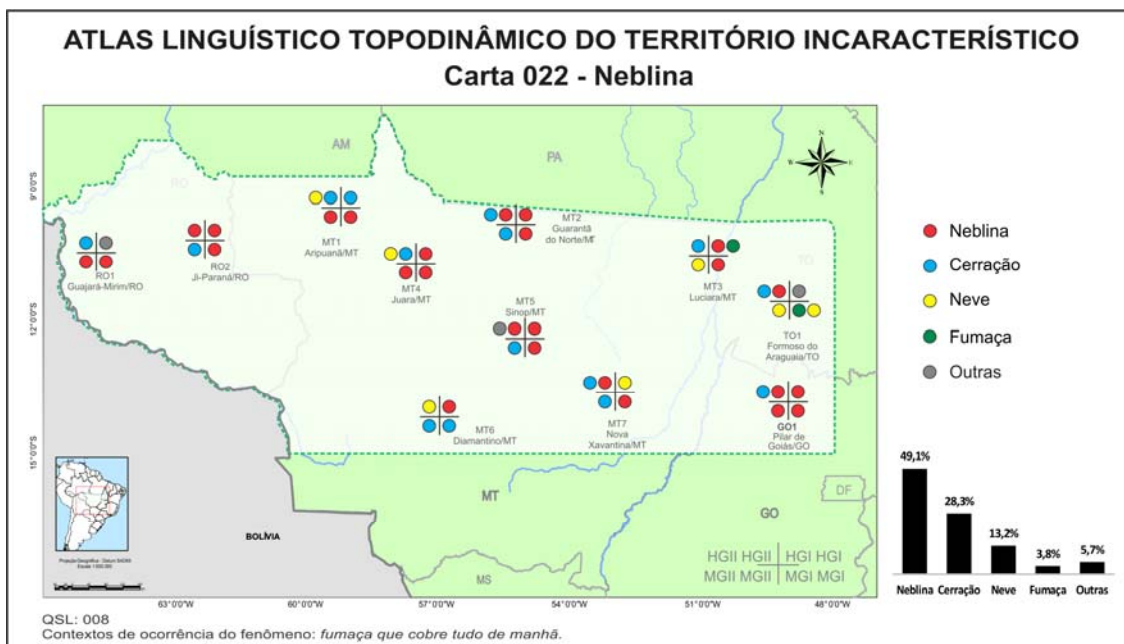 ATLAS LINGUÍSTICO TOPODINÂMICO DO TERRITÓRIO INCARACTERÍSTICO
Carta 022 - Neblina
AM
PA
RO
TO
N
W
E
S
9°0'0"S
12°0'0"S
15°0'0"S
RO1
Guajará-Mirim/RO
RO2
Ji-Paraná/RO
MT1
Aripuanã/MT
MT2
Guarantã
do Norte/MT
MT4
Juara/MT
MT3
Luciara/MT
MT5
Sinop/MT
TO1
Formoso do
Araguaia/TO
MT6
Diamantino/MT
MT7
Nova
Xavantina/MT
GO1
Pilar de
Goiás/GO
Neblina
Cerração
Neve
Fumaça
Outras
MT
DF
GO
BOLÍVIA
MS
HGII HGII HGI HGI
MGII MGII MGI MGI
63°0'0"W
60°0'0"W
57°0'0"W
54°0'0"W
51°0'0"W
48°0'0"W
49,1%
28,3%
13,2%
3,8%
5,7%
Neblina Cerração Neve Fumaça Outras
QSL: 008
Contextos de ocorrência do fenômeno: fumaça que cobre tudo de manhã.